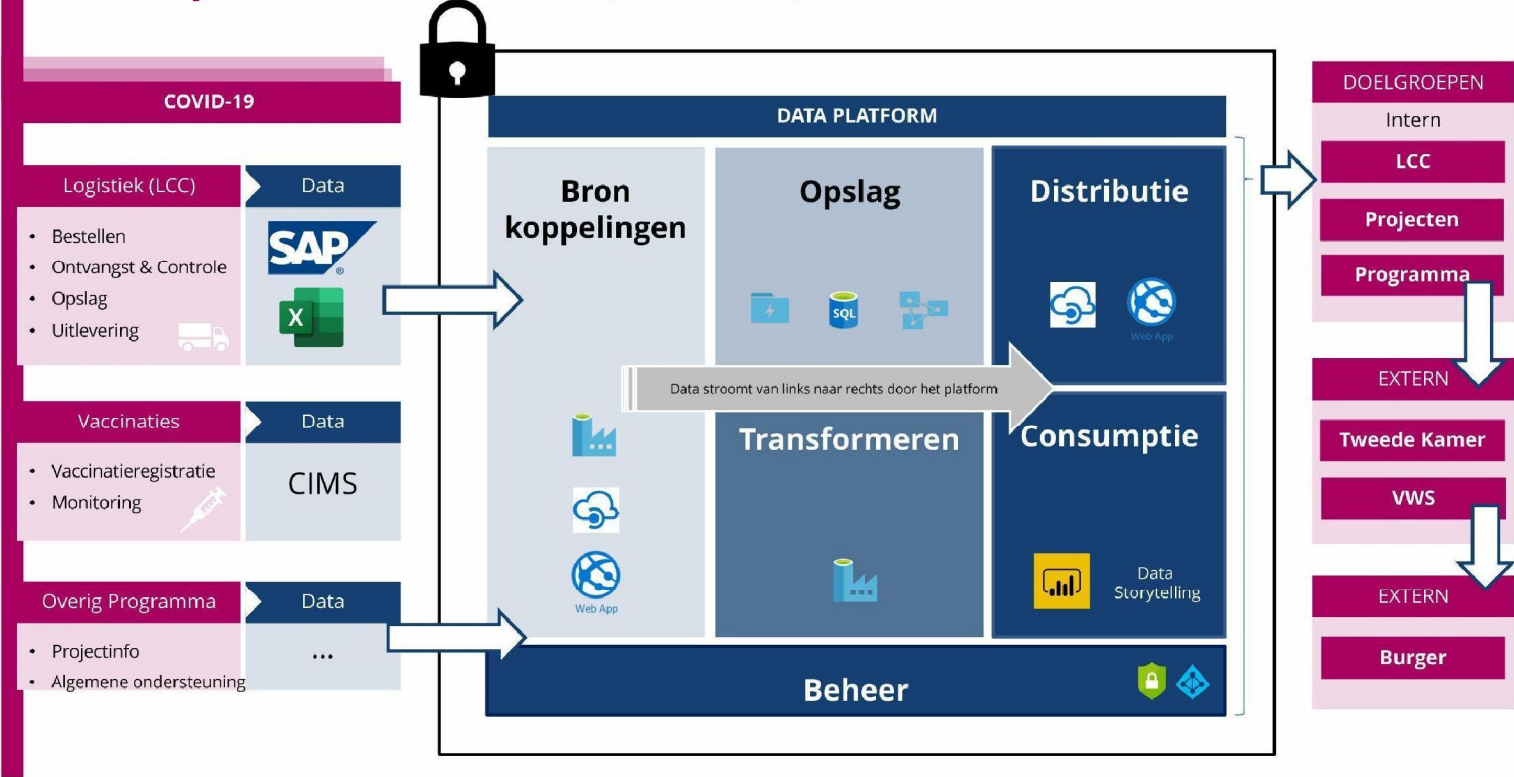 COVID-19
Logistiek (LCC)
Data
• Bestellen
• Ontvangst & Controle
• Opslag
• Uitlevering
SAP
®
X
Vaccinaties
Data
• Vaccinatieregistratie
• Monitoring
CIMS
Overig Programma
Data
• Projectinfo
• Algemene ondersteuning
...
DATA PLATFORM
Bron
koppelingen
Web App
Opslag
SQL
Distributie
Web App
Data stroomt van links naar rechts door het platform
Transformeren
Consumptie
Data
Storytelling
Beheer
DOELGROEPEN
Intern
LCC
Projecten
Programma
EXTERN
Tweede Kamer
VWS
EXTERN
Burger